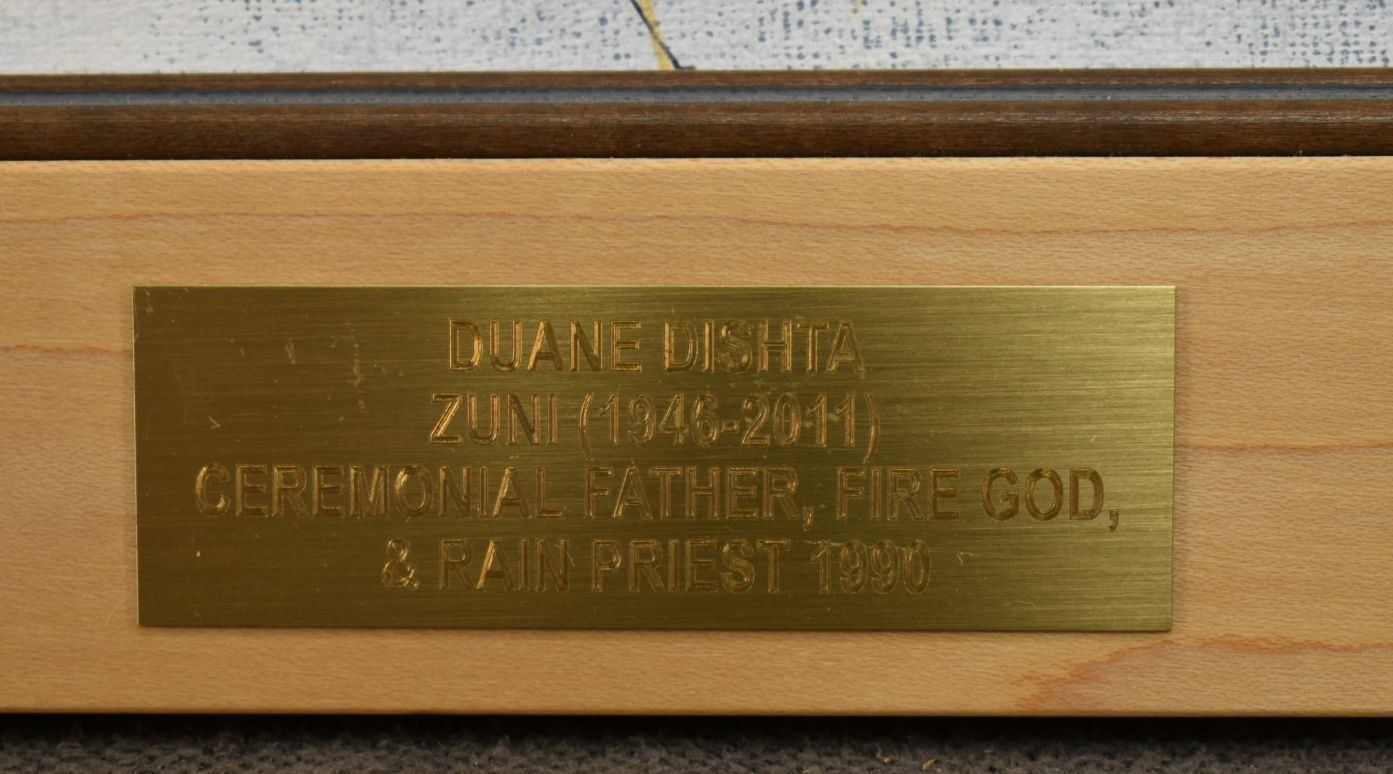 DUANE DISHTA
ZUNI (1946-2011)
CEREMONIAL FATHER, FIRE GOD,
& RAIN PRIEST 1990